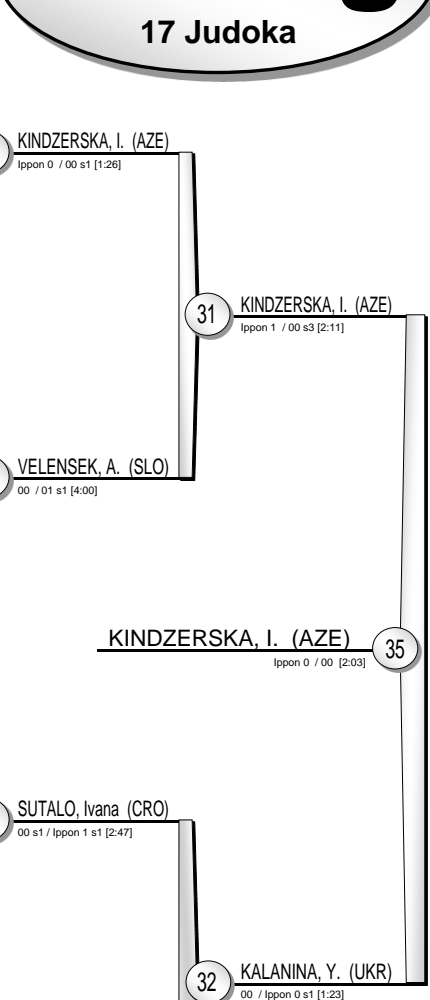 17 Judoka
KINDZERSKA, I. (AZE)
Ippon 0 / 00 s1 [1:26]
31
KINDZERSKA, I. (AZE)
Ippon 1 / 00 s3 [2:11]
VELENSEK, A. (SLO)
00 / 01 s1 [4:00]
KINDZERSKA, I. (AZE)
35
Ippon 0 / 00 [2:03]
SUTALO, Ivana (CRO)
00 s1 / Ippon 1 s1 [2:47]
32
KALANINA, Y. (UKR)
00 / Ippon 0 s1 [1:23]